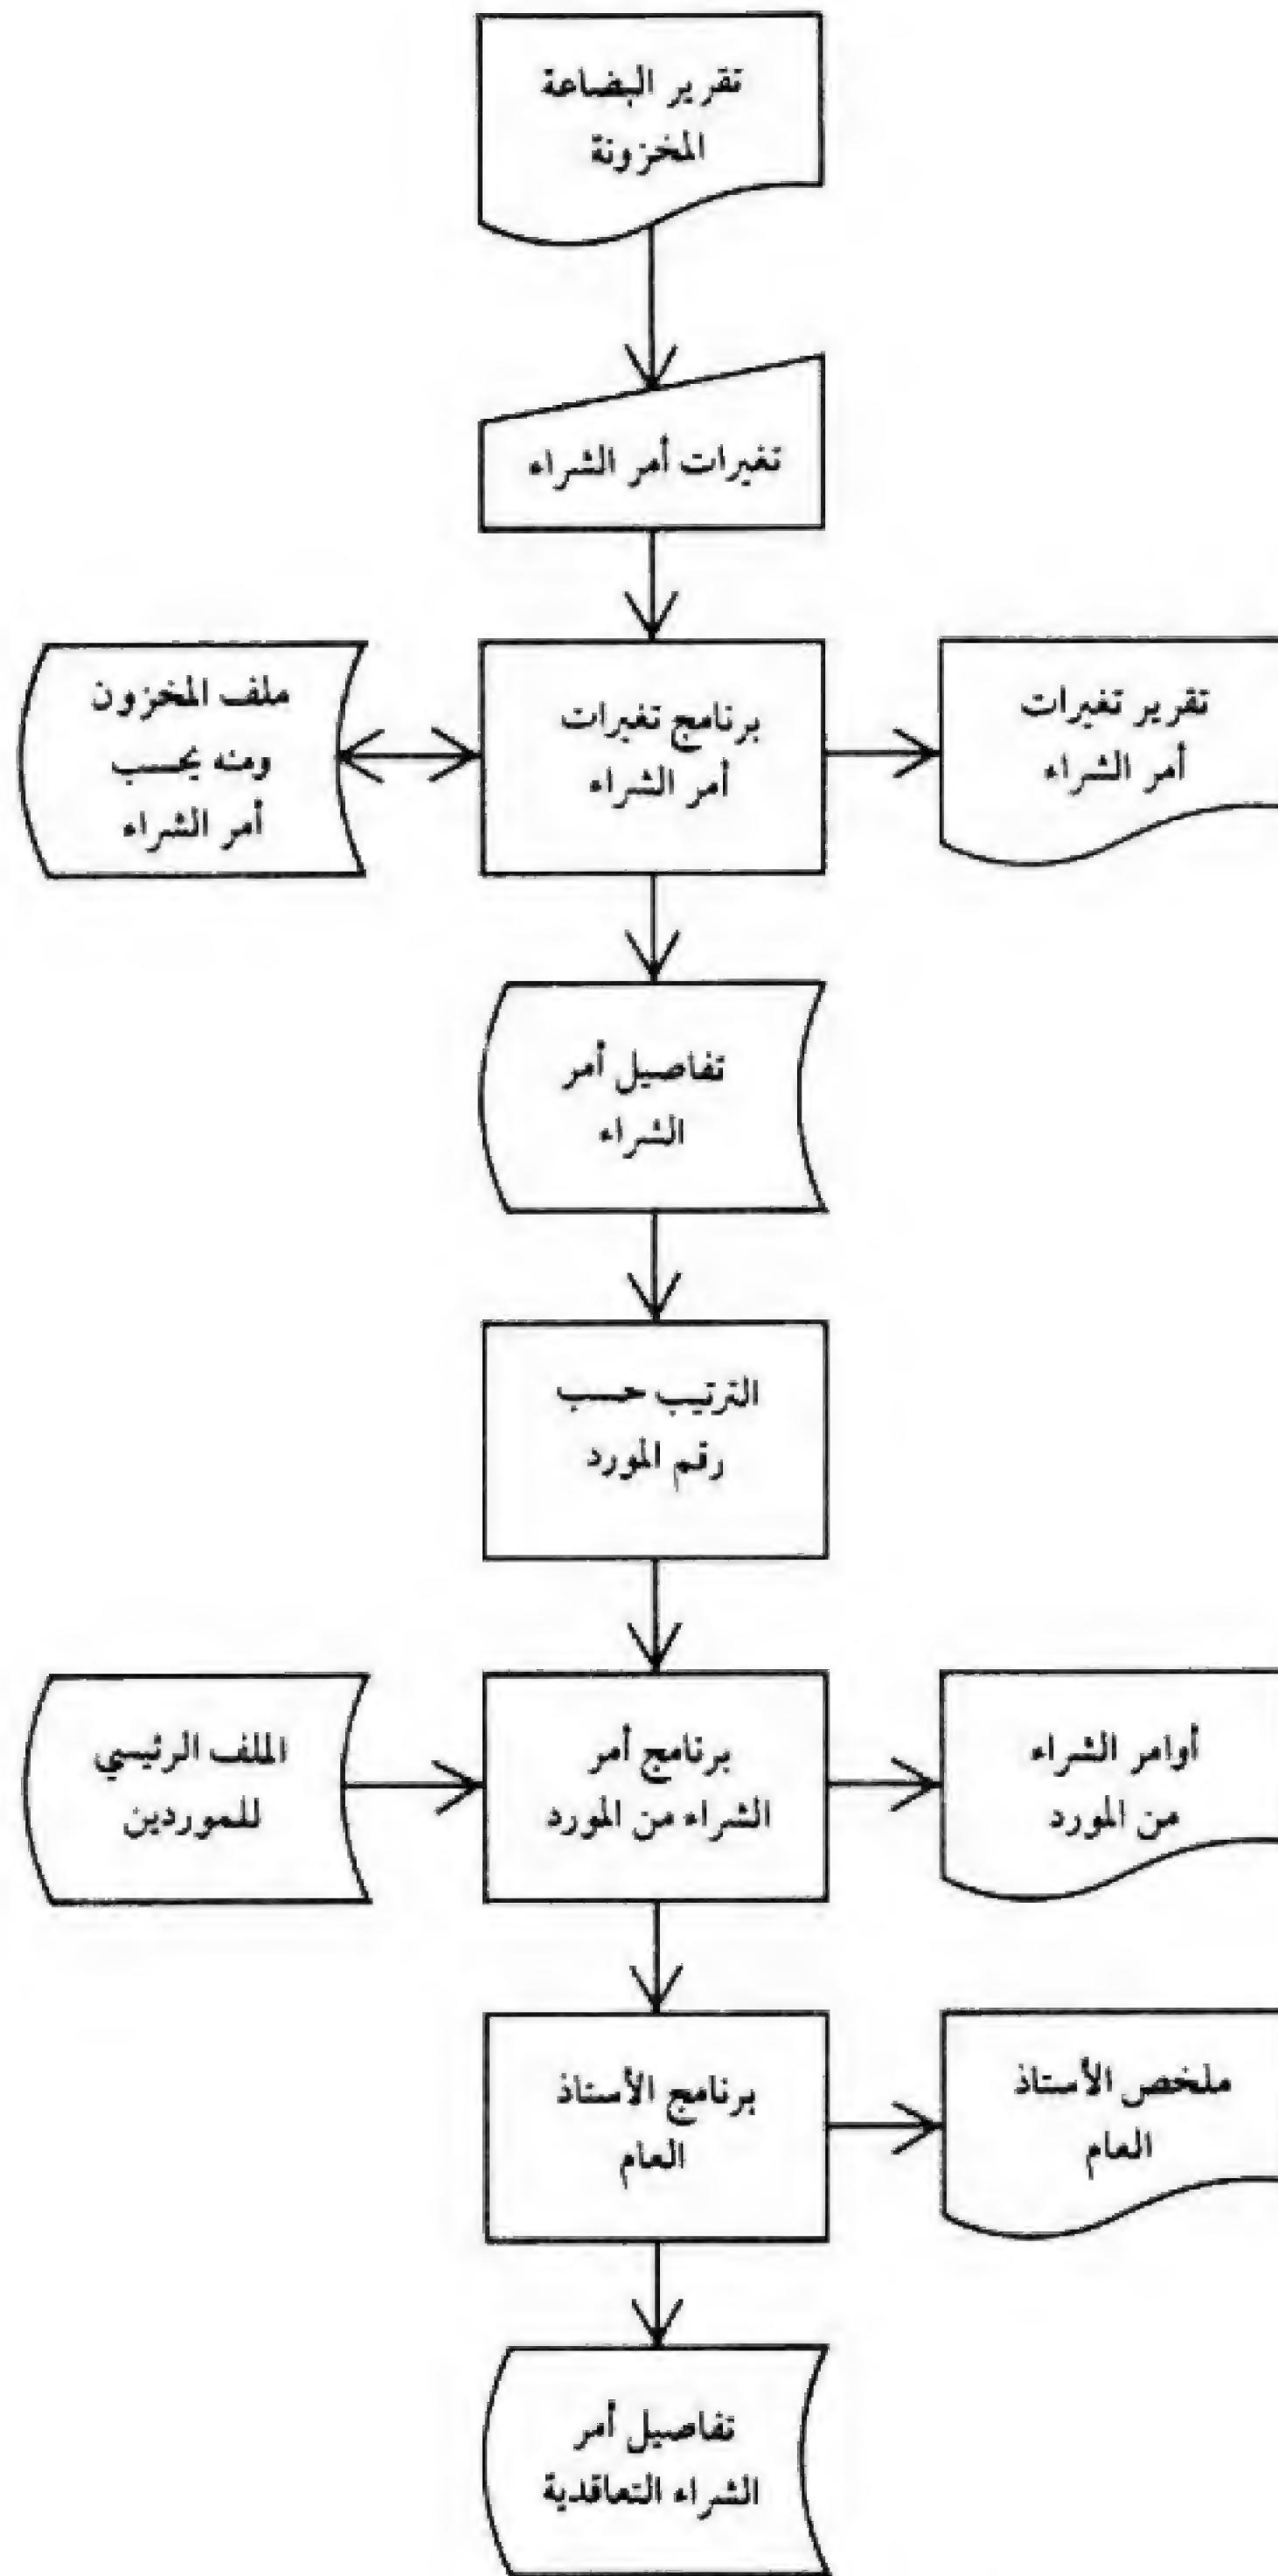 تقرير البضاعة
المخزونة
تغيرات أمر الشراء
ملف المخزون
ومنه يحسب
أمر الشراء
برنامج تغيرات
أمر الشراء
تقرير تغيرات
أمر الشراء
تفاصيل أمر
الشراء
الترتيب حسب
رقم المورد
الملف الرئيسي
للموردين
برنامج أمر
الشراء من المورد
أوامر الشراء
من المورد
برنامج الأستاذ
العام
ملخص الأستاذ
العام
تفاصيل أمر
الشراء التعاقدية